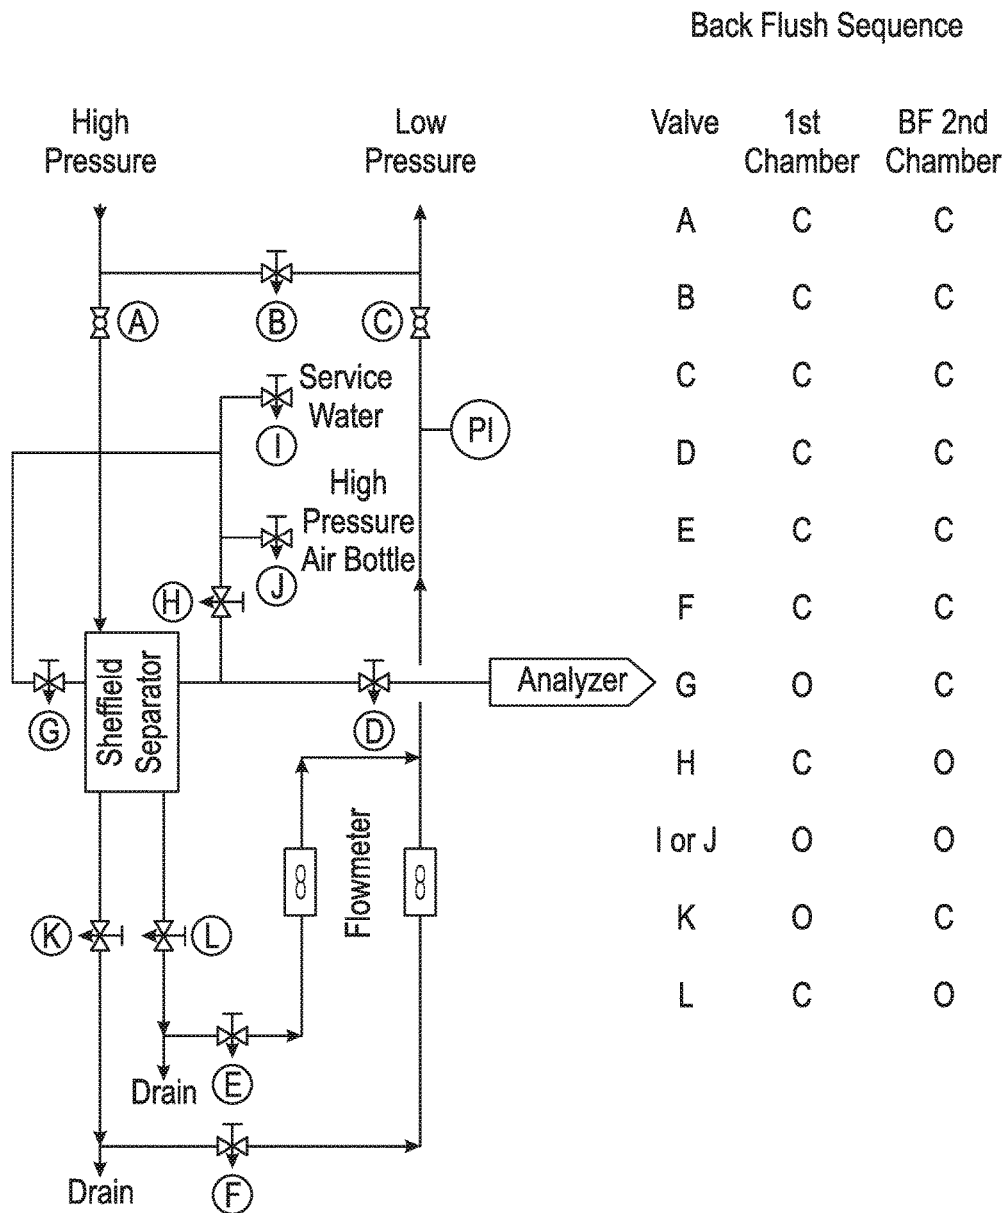 Back Flush Sequence
High
Pressure
Low
Pressure
Valve 1st
Chamber BF 2nd
Chamber
A C C
B C C
C C C
D C C
E C C
F C C
G O C
H C O
I or J O O
K O C
L C O
A
B
C
Service
Water
I
PI
High
Pressure
Air Bottle
J
H
Sheffield
Separator
G
D
Analyzer
Flowmeter
K
L
E
Drain
F
Drain